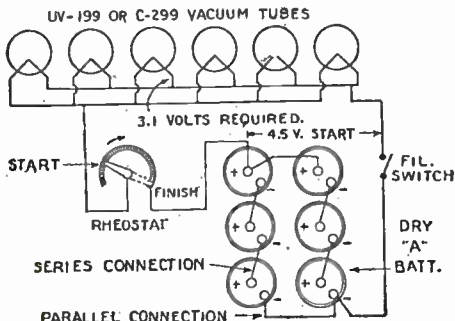 UV-199 OR C-299 VACUUM TUBES
3.1 VOLTS REQUIRED.
4.5 V. START
START
FINISH
RHEOSTAT
FIL.
SWITCH
+ +
- -
+ +
- -
DRY
"A"
BATT.
SERIES CONNECTION
+ +
- -
PARALLEL CONNECTION